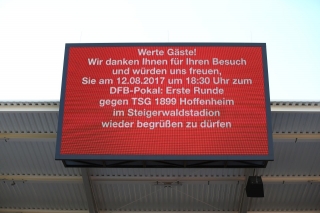 Werte Gäste!
Wir danken Ihnen für Ihren Besuch
und würden uns freuen,
Sie am 12.08.2017 um 18:30 Uhr zum
DFB-Pokal: Erste Runde
gegen TSG 1899 Hoffenheim
im Steigerwaldstadion
wieder begrüßen zu dürfen